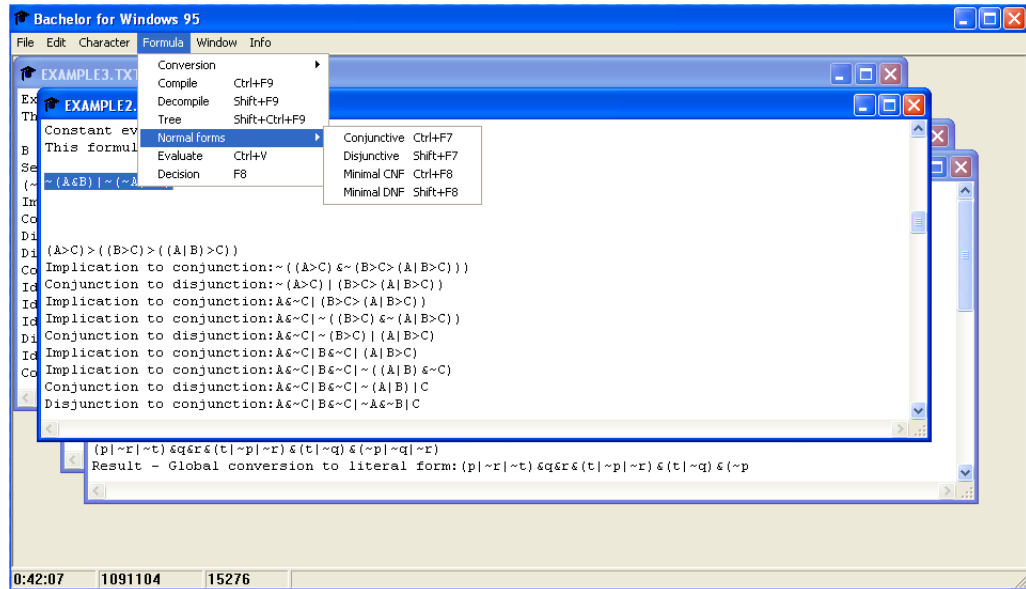 Bachelor for Windows 95
File Edit Character Formula Window Info
EXAMPLE3.TXT
Conversion
Compile Ctrl+F9
Decompile Shift+F9
Tree Shift+Ctrl+F9
Normal forms
Evaluate Ctrl+V
Decision F8
Conjunctive Ctrl+F7
Disjunctive Shift+F7
Minimal CNF Ctrl+F8
Minimal DNF Shift+F8
Ex
Th
B
Se
(~
Im
Co
Di
Di
Co
Id
Id
Id
Di
Id
Co
EXAMPLE2.
Constant ev
This formul
~(A&B)|~(~A
(A>C)>((B>C)>((A|B)>C))
Implication to conjunction:~((A>C)&~(B>C>(A|B>C)))
Conjunction to disjunction:~(A>C)|(B>C>(A|B>C))
Implication to conjunction:A&~C|(B>C>(A|B>C))
Implication to conjunction:A&~C|~((B>C)&~(A|B>C))
Conjunction to disjunction:A&~C|~(B>C)|(A|B>C)
Implication to conjunction:A&~C|B&~C|(A|B>C)
Implication to conjunction:A&~C|B&~C|~((A|B)&~C)
Conjunction to disjunction:A&~C|B&~C|~(A|B)|C
Disjunction to conjunction:A&~C|B&~C|~A&~B|C
(p|~r|~t)&q&r&(t|~p|~r)&(t|~q)&(~p|~q|~r)
Result - Global conversion to literal form:(p|~r|~t)&q&r&(t|~p|~r)&(t|~q)&(~p
0:42:07 1091104 15276